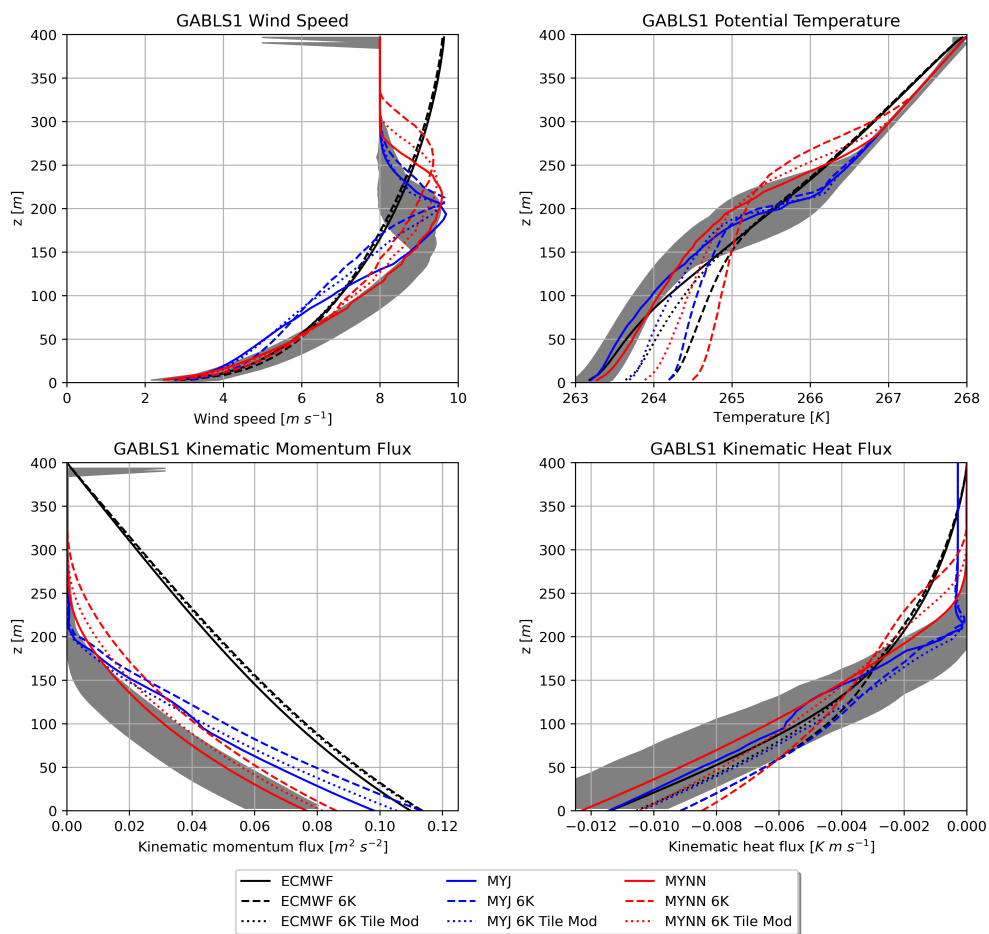 GABLS1 Wind Speed
GABLS1 Potential Temperature
400
350
300
250
200
150
100
50
0
z [m]
0 2 4 6 8 10
Wind speed [m s⁻¹]
400
350
300
250
200
150
100
50
0
z [m]
263 264 265 266 267 268
Temperature [K]
GABLS1 Kinematic Momentum Flux
GABLS1 Kinematic Heat Flux
400
350
300
250
200
150
100
50
0
z [m]
0.00 0.02 0.04 0.06 0.08 0.10 0.12
Kinematic momentum flux [m² s⁻²]
400
350
300
250
200
150
100
50
0
z [m]
−0.012 −0.010 −0.008 −0.006 −0.004 −0.002 0.000
Kinematic heat flux [K m s⁻¹]
ECMWF MYJ MYNN
ECMWF 6K MYJ 6K MYNN 6K
ECMWF 6K Tile Mod MYJ 6K Tile Mod MYNN 6K Tile Mod